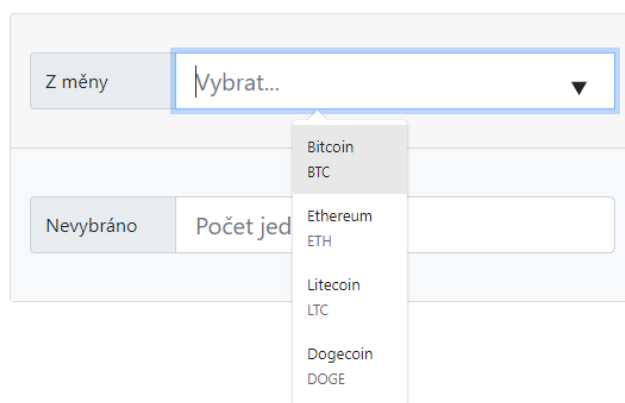 Z měny
Vybrat...
Bitcoin
BTC
Ethereum
ETH
Litecoin
LTC
Dogecoin
DOGE
Nevybráno
Počet jed